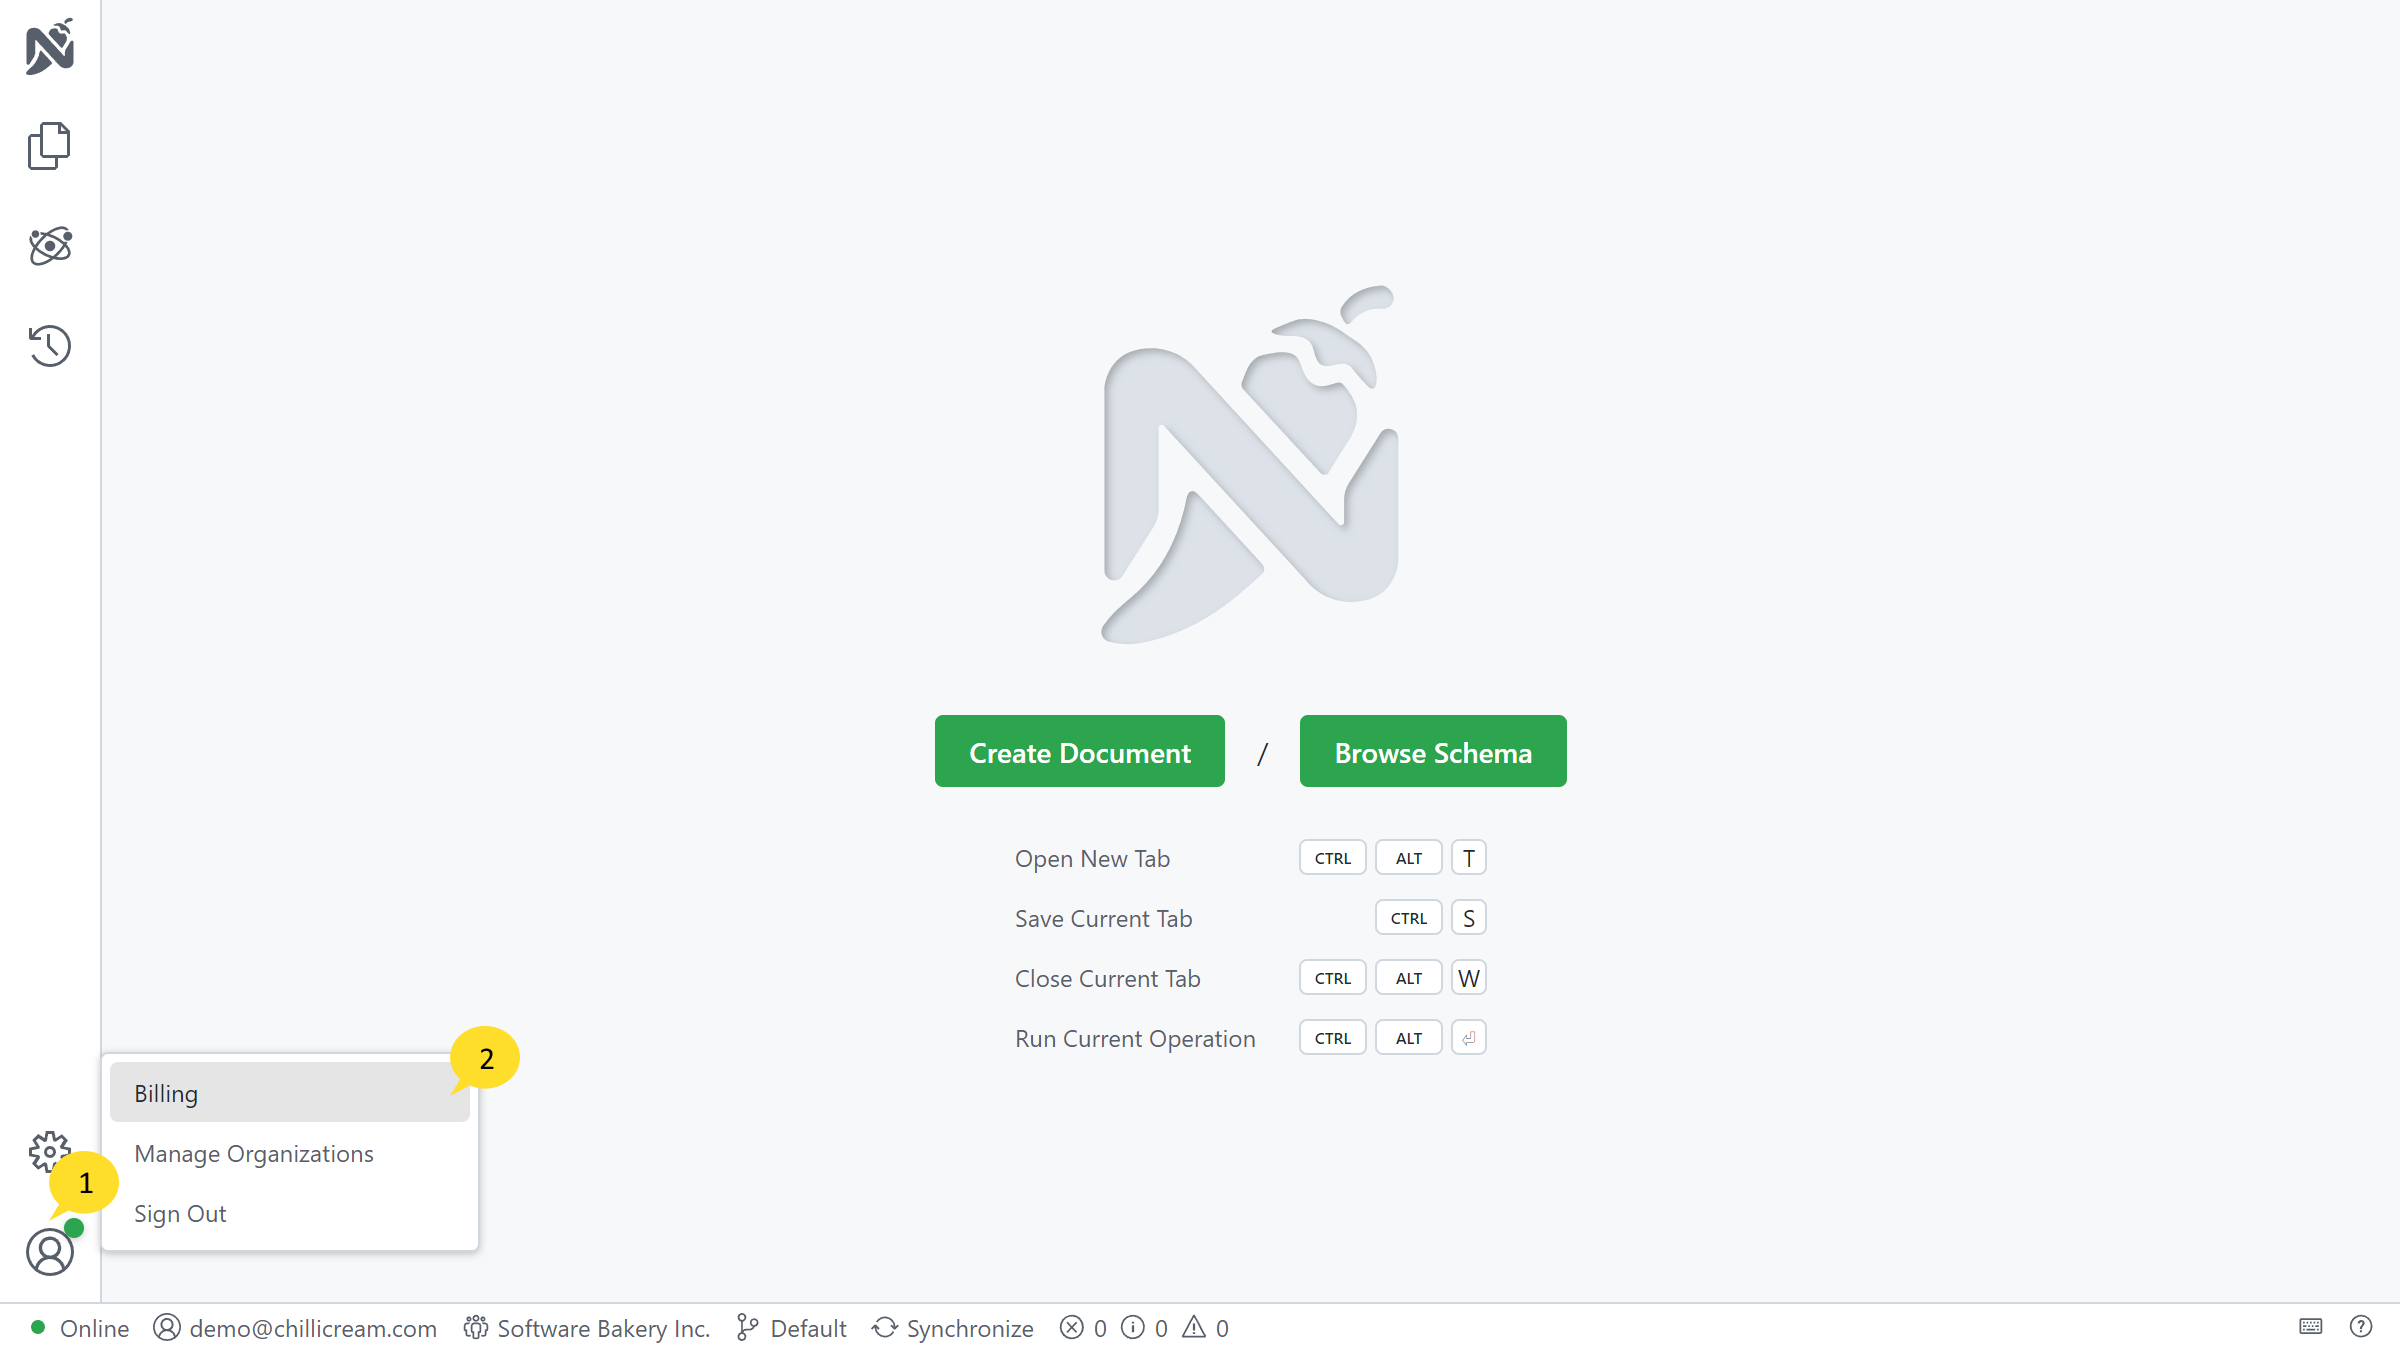 Create Document / Browse Schema
Open New Tab CTRL ALT T
Save Current Tab CTRL S
Close Current Tab CTRL ALT W
Run Current Operation CTRL ALT ⏎
2
Billing
Manage Organizations
1
Sign Out
Online demo@chillicream.com Software Bakery Inc. Default Synchronize 0 0 0